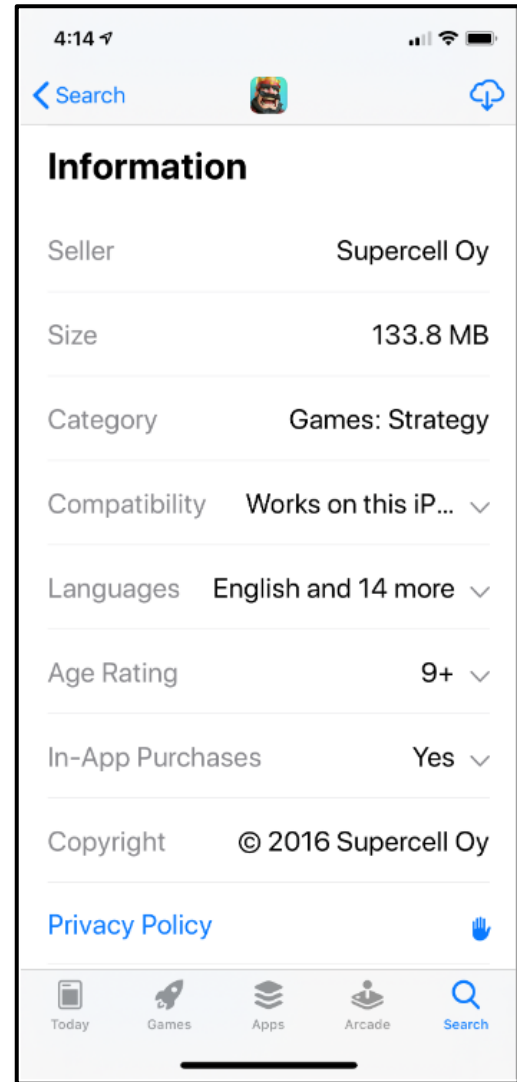 4:14
Search
Information
Seller Supercell Oy
Size 133.8 MB
Category Games: Strategy
Compatibility Works on this iP...
Languages English and 14 more
Age Rating 9+
In-App Purchases Yes
Copyright © 2016 Supercell Oy
Privacy Policy
Today Games Apps Arcade Search